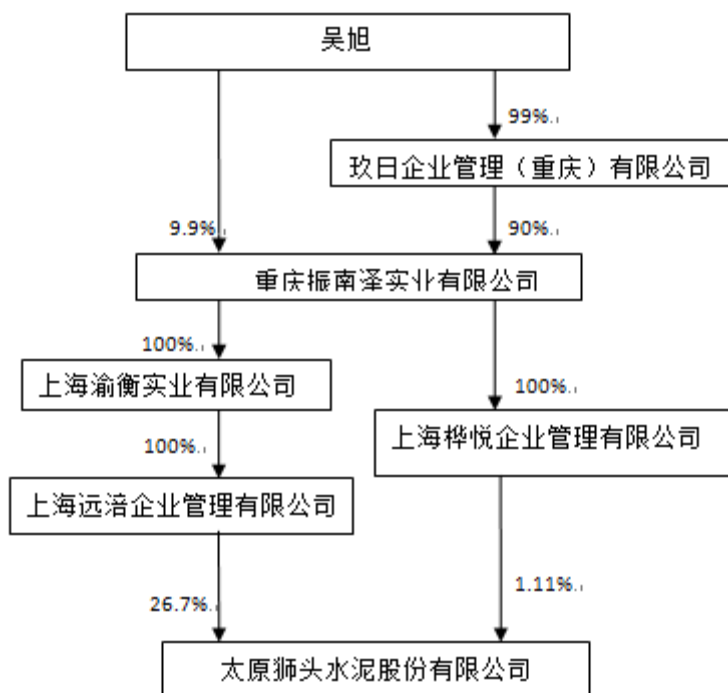 吴旭
99%
玖日企业管理（重庆）有限公司
9.9%
90%
重庆振南泽实业有限公司
100%
上海渝衡实业有限公司
100%
上海桦悦企业管理有限公司
100%
上海远涪企业管理有限公司
1.11%
26.7%
太原狮头水泥股份有限公司